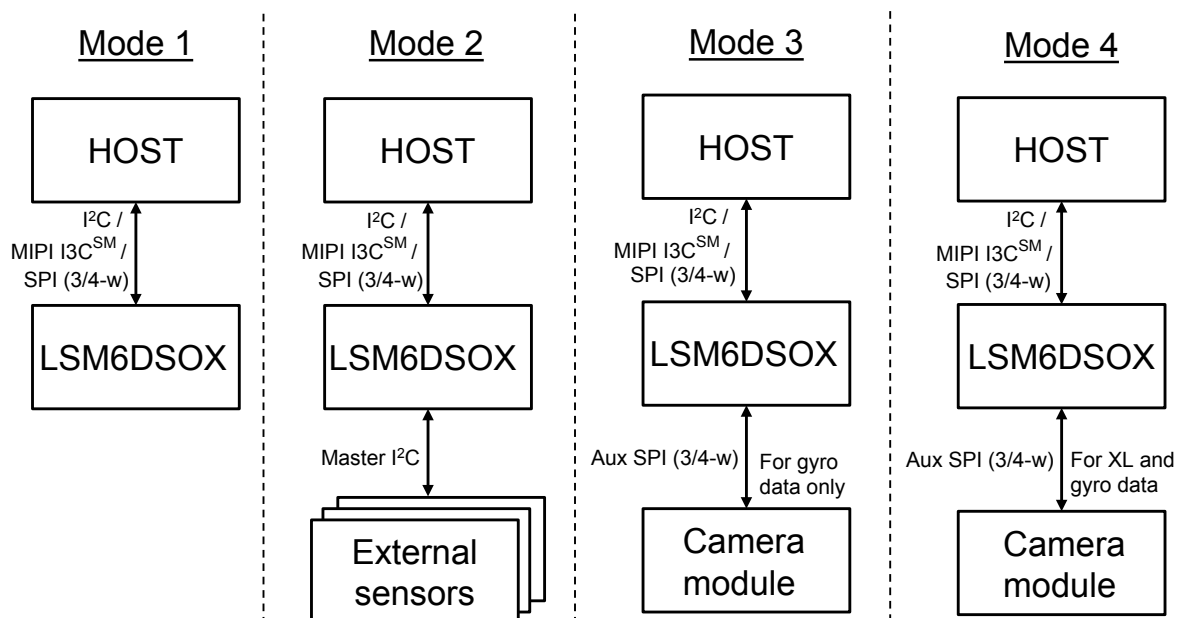 Mode 1
HOST
I²C /
MIPI I3C^SM /
SPI (3/4-w)
LSM6DSOX
Mode 2
HOST
I²C /
MIPI I3C^SM /
SPI (3/4-w)
LSM6DSOX
Master I²C
External
sensors
Mode 3
HOST
I²C /
MIPI I3C^SM /
SPI (3/4-w)
LSM6DSOX
Aux SPI (3/4-w)
For gyro
data only
Camera
module
Mode 4
HOST
I²C /
MIPI I3C^SM /
SPI (3/4-w)
LSM6DSOX
Aux SPI (3/4-w)
For XL and
gyro data
Camera
module